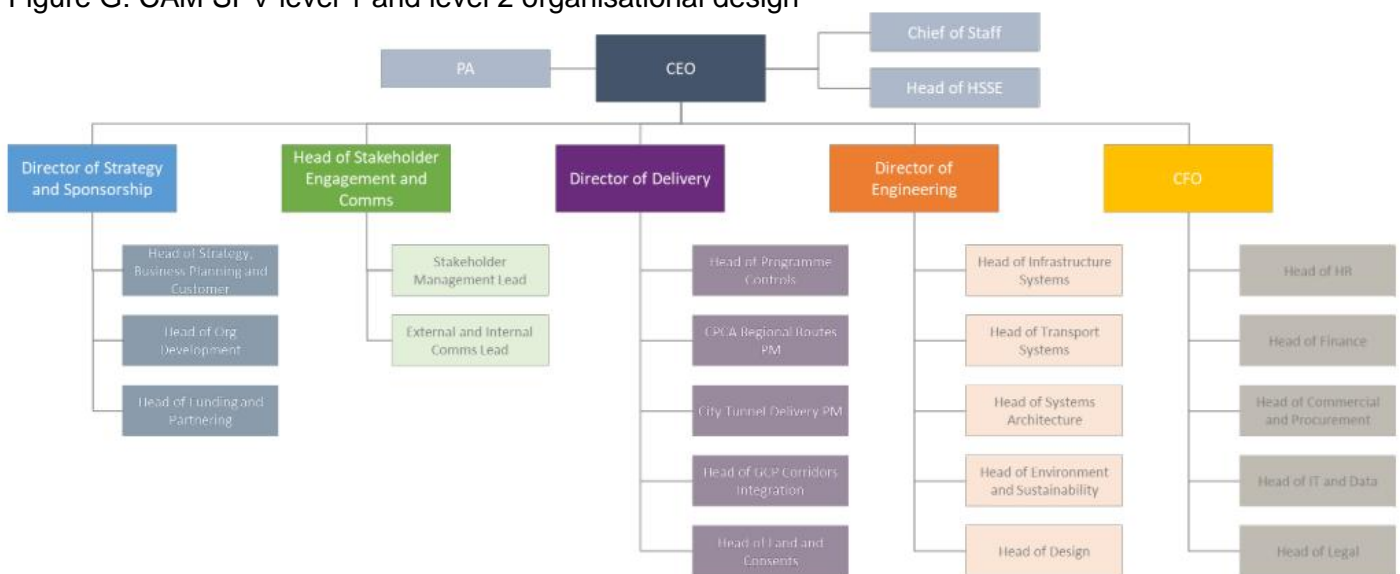 Figure G: CAM SPV level 1 and level 2 organisational design
Chief of Staff
PA
CEO
Head of HSSE
Director of Strategy
and Sponsorship
Head of Stakeholder
Engagement and
Comms
Director of Delivery
Director of
Engineering
CFO
Head of Strategy,
Business Planning and
Customer
Head of Org
Development
Head of Funding and
Partnering
Stakeholder
Management Lead
External and Internal
Comms Lead
Head of Programme
Controls
CPCA Regional Routes
PM
City Tunnel Delivery PM
Head of GCP Corridors
Integration
Head of Land and
Consents
Head of Infrastructure
Systems
Head of Transport
Systems
Head of Systems
Architecture
Head of Environment
and Sustainability
Head of Design
Head of HR
Head of Finance
Head of Commercial
and Procurement
Head of IT and Data
Head of Legal